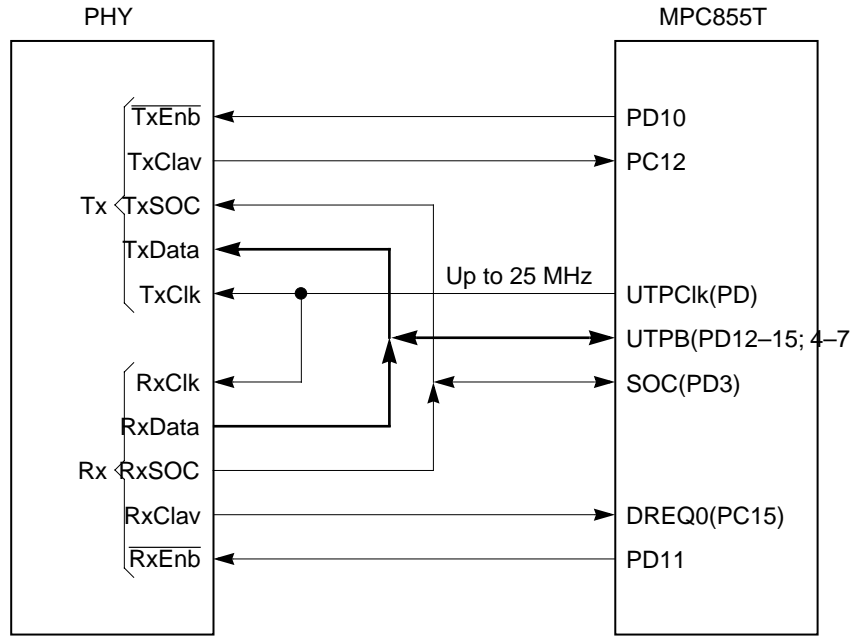 PHY MPC855T
TxEnb PD10
TxClav PC12
Tx TxSOC
TxData
Up to 25 MHz
TxClk UTPClk(PD)
UTPB(PD12–15; 4–7
RxClk SOC(PD3)
RxData
Rx RxSOC
RxClav DREQ0(PC15)
RxEnb PD11